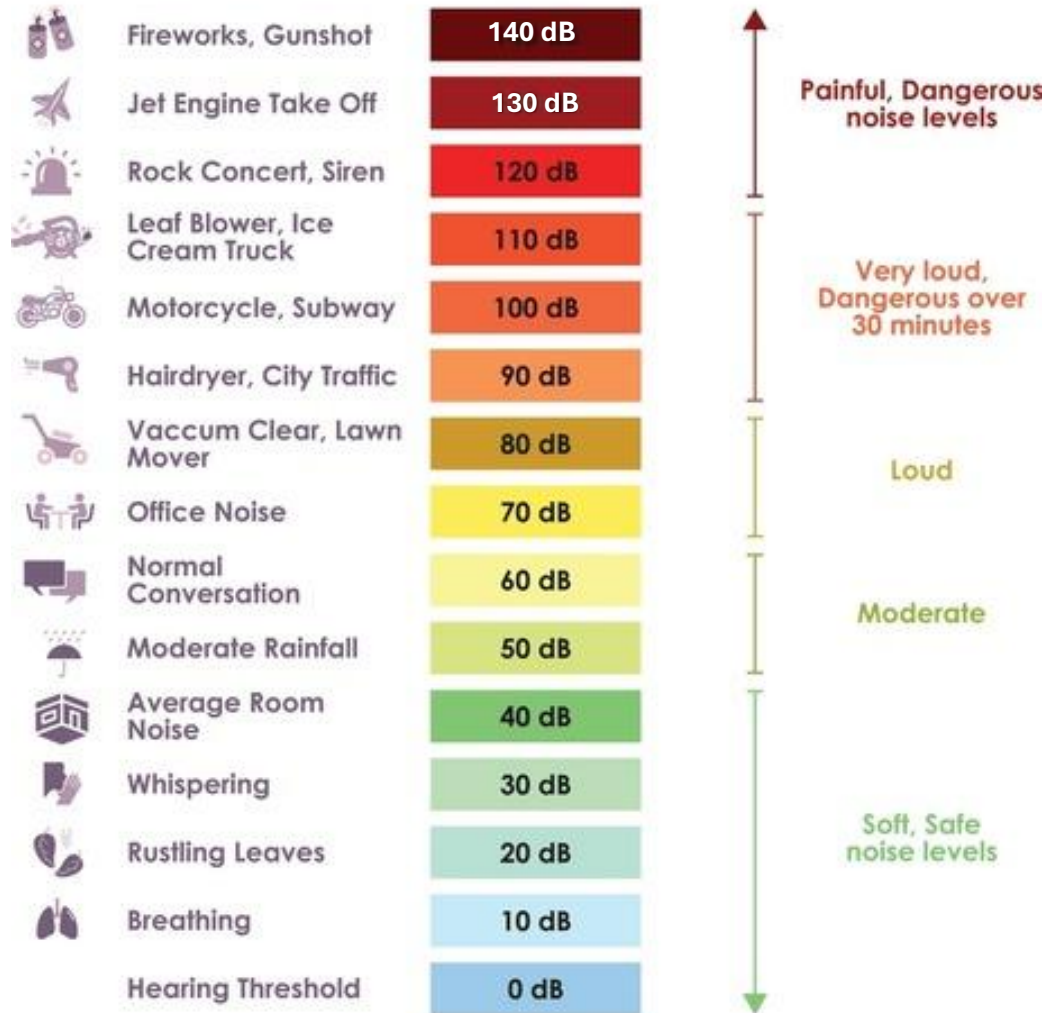 Fireworks, Gunshot
140 dB
Jet Engine Take Off
130 dB
Painful, Dangerous
noise levels
Rock Concert, Siren
120 dB
Leaf Blower, Ice
Cream Truck
110 dB
Motorcycle, Subway
100 dB
Very loud,
Dangerous over
30 minutes
Hairdryer, City Traffic
90 dB
Vaccum Clear, Lawn
Mover
80 dB
Loud
Office Noise
70 dB
Normal
Conversation
60 dB
Moderate
Moderate Rainfall
50 dB
Average Room
Noise
40 dB
Whispering
30 dB
Soft, Safe
noise levels
Rustling Leaves
20 dB
Breathing
10 dB
Hearing Threshold
0 dB